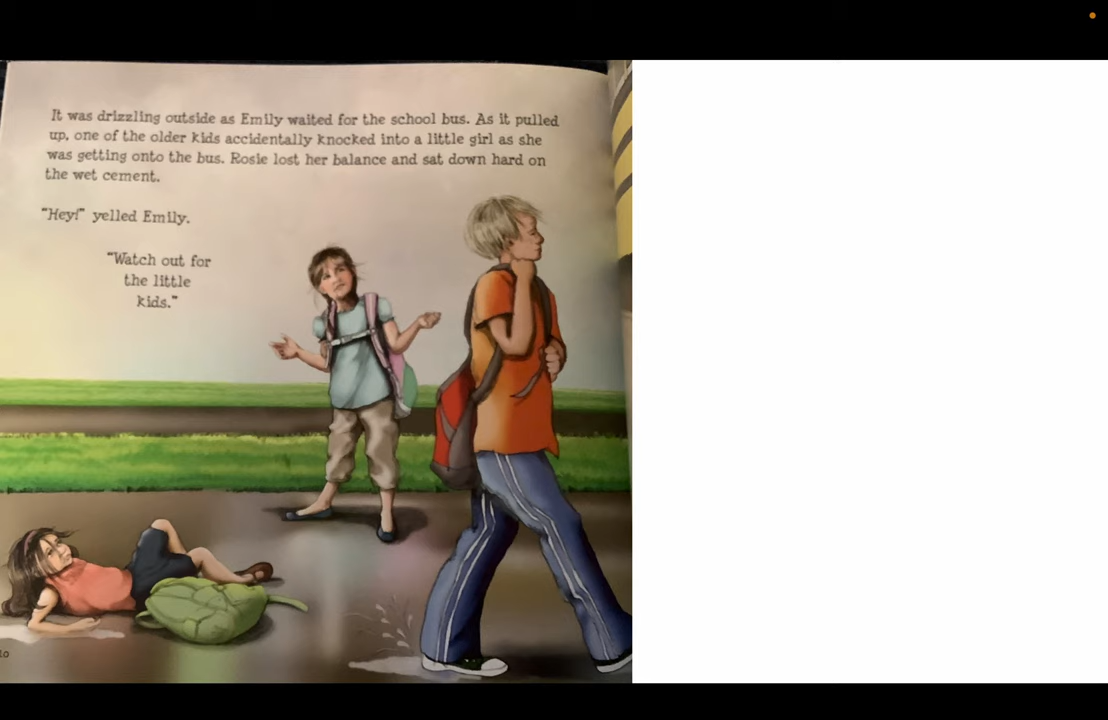 It was drizzling outside as Emily waited for the school bus. As it pulled
up, one of the older kids accidentally knocked into a little girl as she
was getting onto the bus. Rosie lost her balance and sat down hard on
the wet cement.
"Hey!" yelled Emily.
"Watch out for
the little
kids."
10